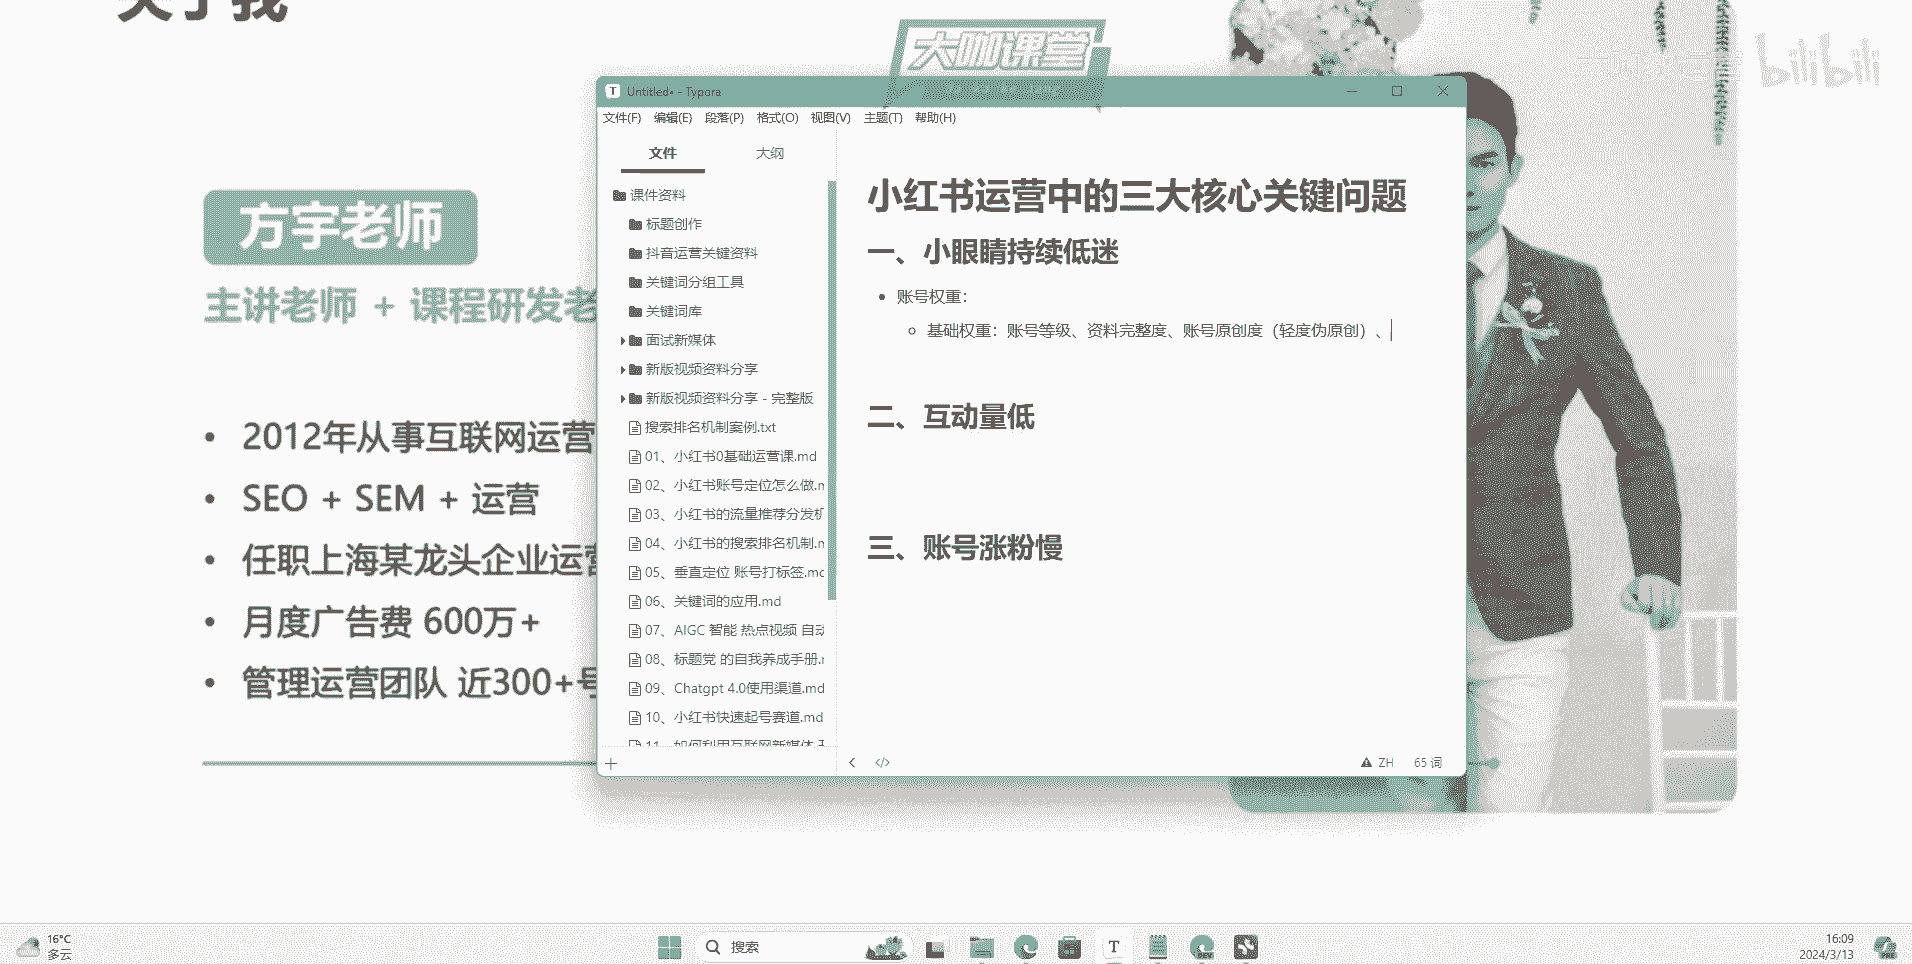 关于我
大咖课堂
da ka ke tang
bilibili
方宇老师
主讲老师 + 课程研发老
2012年从事互联网运营
SEO + SEM + 运营
任职上海某龙头企业运营
月度广告费 600万+
管理运营团队 近300+号
Untitled• - Typora
文件(F) 编辑(E) 段落(P) 格式(O) 视图(V) 主题(T) 帮助(H)
文件 大纲
课件资料
标题创作
抖音运营关键资料
关键词分组工具
关键词库
面试新媒体
新版视频资料分享
新版视频资料分享 - 完整版
搜索排名机制案例.txt
01、小红书0基础运营课.md
02、小红书账号定位怎么做.m
03、小红书的流量推荐分发机
04、小红书的搜索排名机制.m
05、垂直定位 账号打标签.md
06、关键词的应用.md
07、AIGC 智能 热点视频 自动
08、标题党 的自我养成手册.m
09、Chatgpt 4.0使用渠道.md
10、小红书快速起号赛道.md
11、如何利用互联网新媒体
小红书运营中的三大核心关键问题
一、小眼睛持续低迷
账号权重：
基础权重：账号等级、资料完整度、账号原创度（轻度伪原创）、
二、互动量低
三、账号涨粉慢
ZH 65 词
16°C
多云
搜索
16:09
2024/3/13